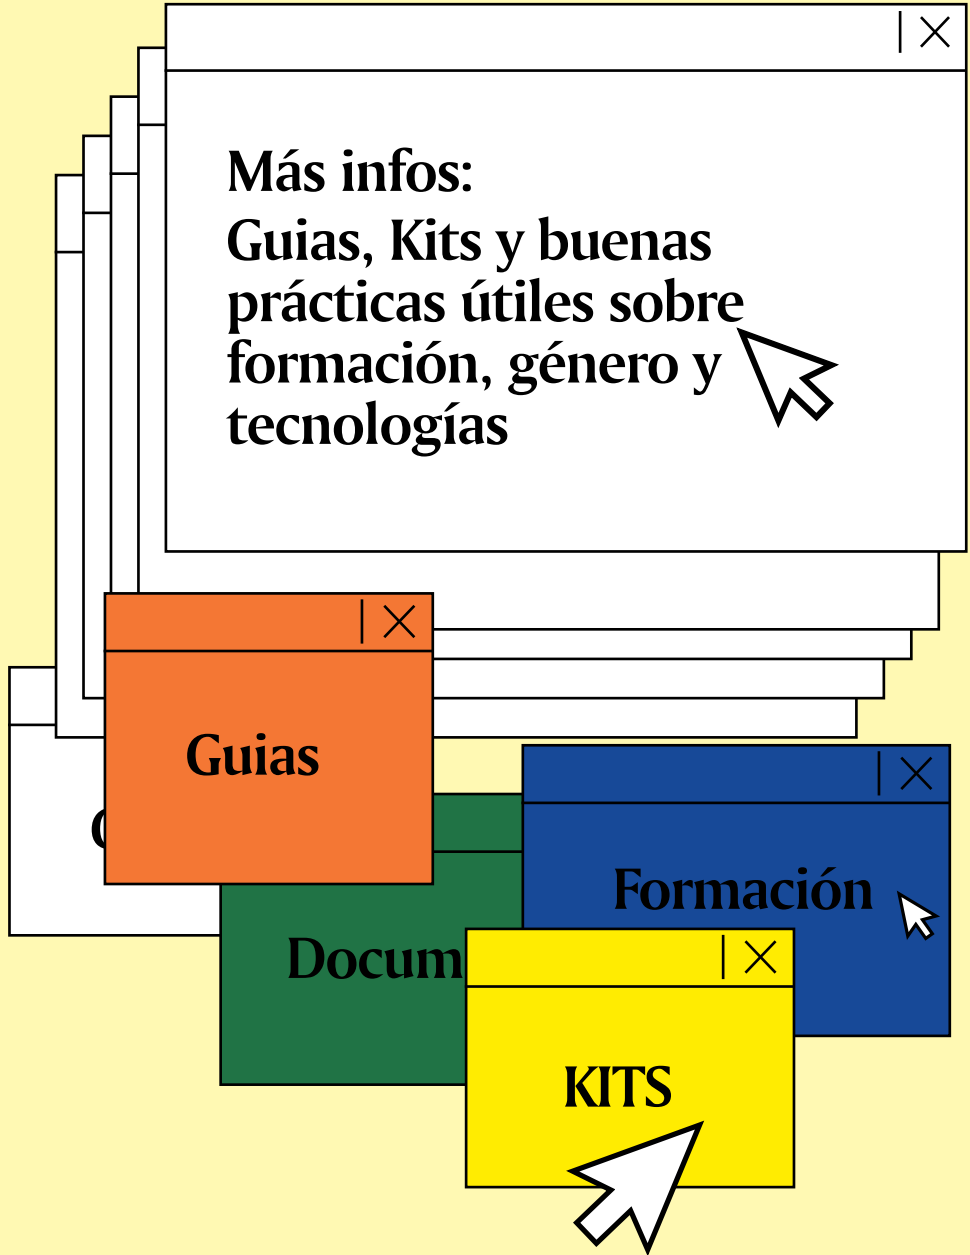 Más infos:
Guias, Kits y buenas
prácticas útiles sobre
formación, género y
tecnologías
Guias
Formación
Docum
KITS